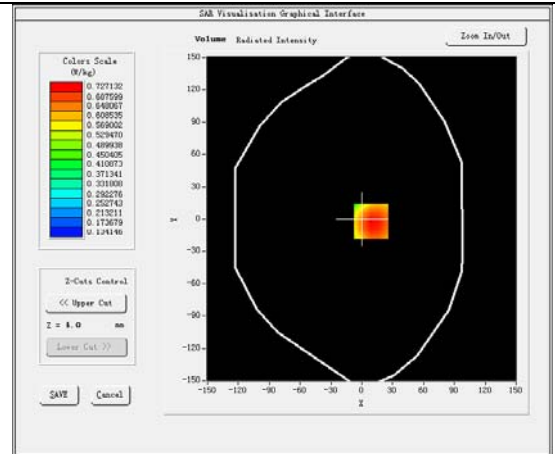 SAR Visualisation Graphical Interface
Volume Radiated Intensity
Zoom In/Out
Colors Scale
(W/kg)
0.727132
0.687599
0.648067
0.608535
0.569002
0.529470
0.489938
0.450405
0.410873
0.371341
0.331808
0.292276
0.252743
0.213211
0.173679
0.134146
Z-Cuts Control
<< Upper Cut
Z = 4.0 mm
Lower Cut >>
SAVE Cancel
150
120
90
60
30
0
-30
-60
-90
-120
-150
Y
-150 -120 -90 -60 -30 0 30 60 90 120 150
X